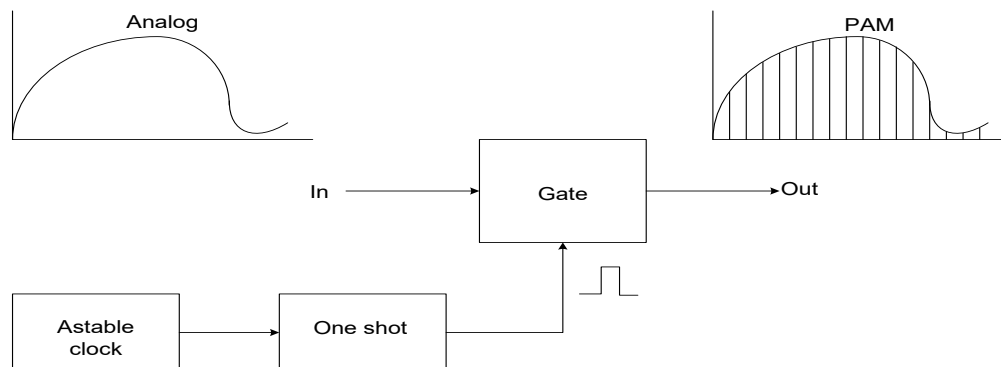 Analog
PAM
In
Gate
Out
Astable
clock
One shot